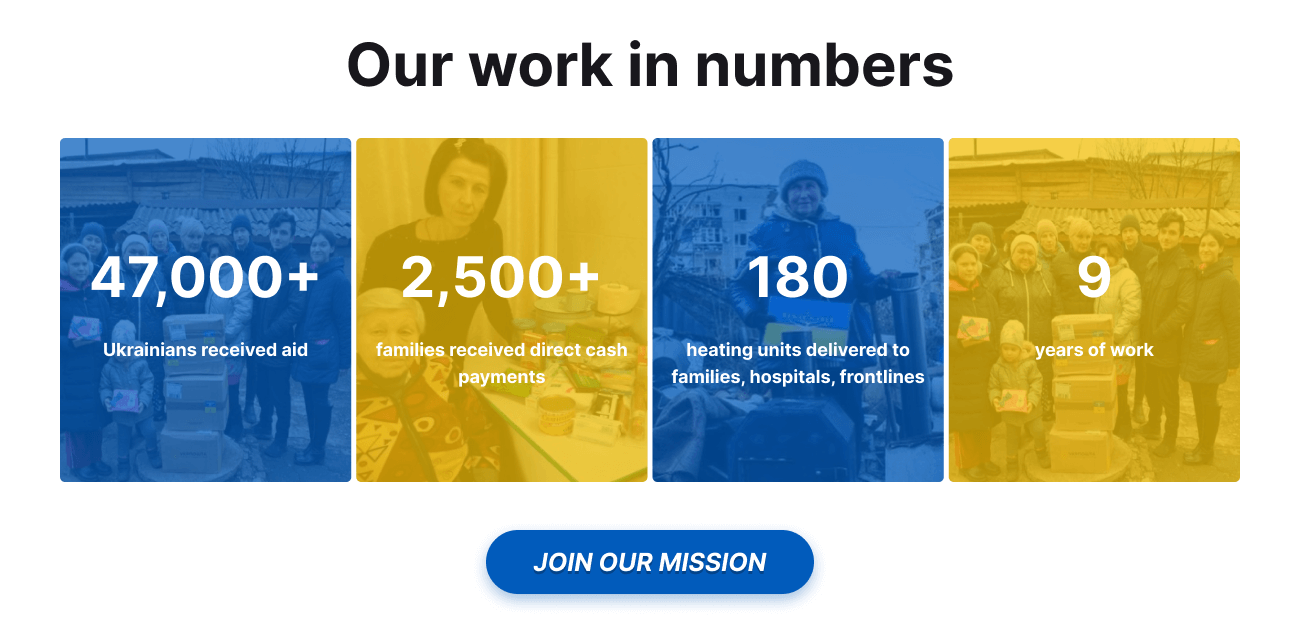 Our work in numbers
47,000+
Ukrainians received aid
2,500+
families received direct cash
payments
180
heating units delivered to
families, hospitals, frontlines
9
years of work
JOIN OUR MISSION